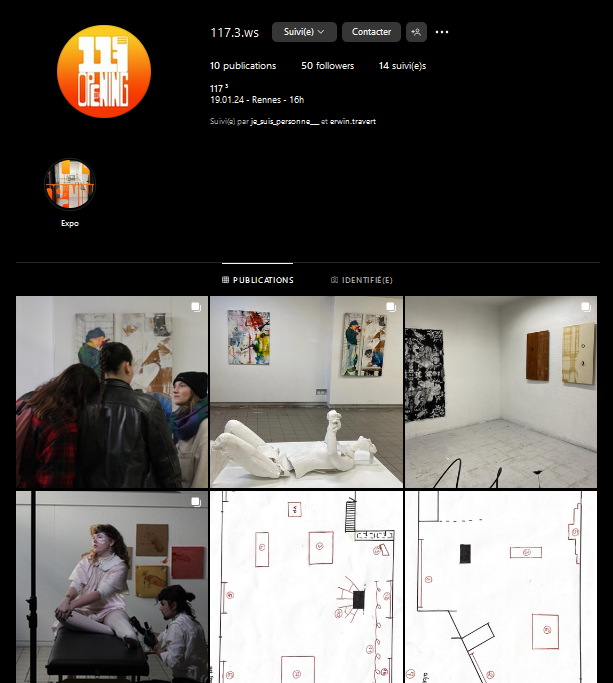 117.3.ws
Suivi(e)
Contacter
10 publications
50 followers
14 suivi(e)s
117 ³
19.01.24 - Rennes - 16h
Suivi(e) par je_suis_personne__ et erwin.travert
OPENING
Expo
PUBLICATIONS
IDENTIFIÉ(E)